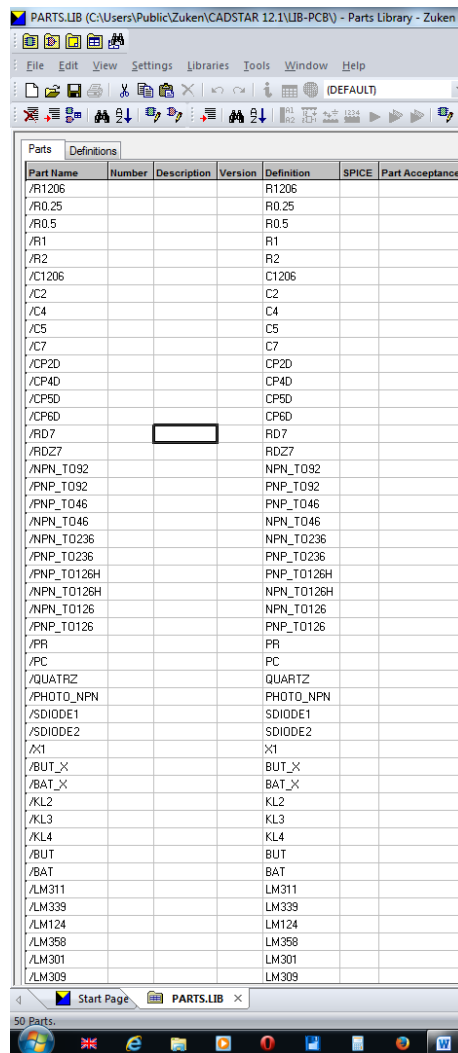 PARTS.LIB (C:\Users\Public\Zuken\CADSTAR 12.1\LIB-PCB\) - Parts Library - Zuken
File Edit View Settings Libraries Tools Window Help
(DEFAULT)
Parts Definitions
Part Name Number Description Version Definition SPICE Part Acceptance
/R1206 R1206
/R0.25 R0.25
/R0.5 R0.5
/R1 R1
/R2 R2
/C1206 C1206
/C2 C2
/C4 C4
/C5 C5
/C7 C7
/CP2D CP2D
/CP4D CP4D
/CP5D CP5D
/CP6D CP6D
/RD7 RD7
/RDZ7 RDZ7
/NPN_TO92 NPN_TO92
/PNP_TO92 PNP_TO92
/PNP_TO46 PNP_TO46
/NPN_TO46 NPN_TO46
/NPN_TO236 NPN_TO236
/PNP_TO236 PNP_TO236
/PNP_TO126H PNP_TO126H
/NPN_TO126H NPN_TO126H
/NPN_TO126 NPN_TO126
/PNP_TO126 PNP_TO126
/PR PR
/PC PC
/QUATRZ QUARTZ
/PHOTO_NPN PHOTO_NPN
/SDIODE1 SDIODE1
/SDIODE2 SDIODE2
/X1 X1
/BUT_X BUT_X
/BAT_X BAT_X
/KL2 KL2
/KL3 KL3
/KL4 KL4
/BUT BUT
/BAT BAT
/LM311 LM311
/LM339 LM339
/LM124 LM124
/LM358 LM358
/LM301 LM301
/LM309 LM309
Start Page PARTS.LIB
50 Parts.